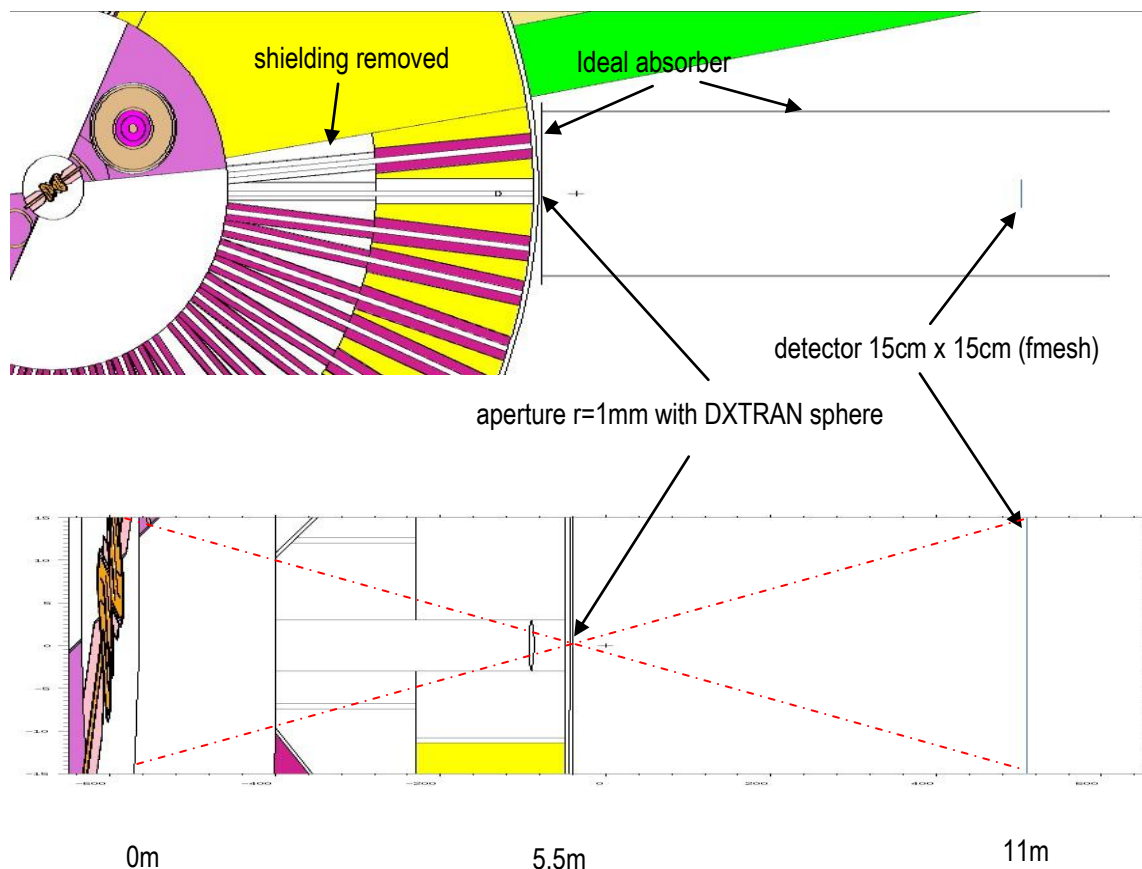 shielding removed
Ideal absorber
detector 15cm x 15cm (fmesh)
aperture r=1mm with DXTRAN sphere
15
10
5
0
-5
-10
-15
-600
-400
-200
0
200
400
600
0m
5.5m
11m